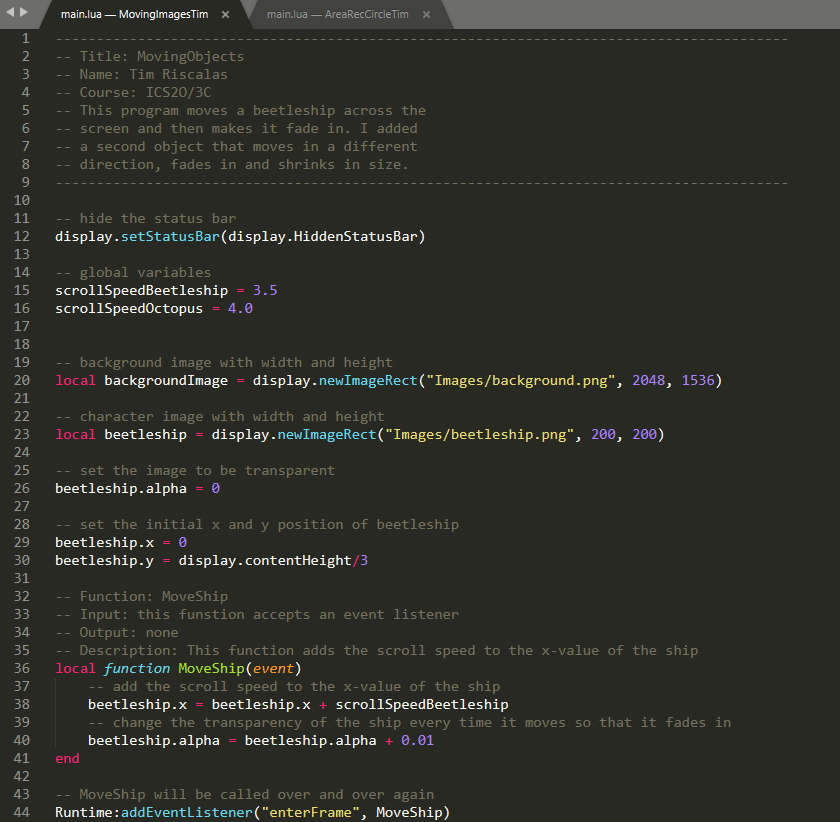 main.lua — MovingImagesTim × main.lua — AreaRecCircleTim ×
1 -----------------------------------------------------------------------------------------
2 -- Title: MovingObjects
3 -- Name: Tim Riscalas
4 -- Course: ICS2O/3C
5 -- This program moves a beetleship across the
6 -- screen and then makes it fade in. I added
7 -- a second object that moves in a different
8 -- direction, fades in and shrinks in size.
9 -----------------------------------------------------------------------------------------
10
11 -- hide the status bar
12 display.setStatusBar(display.HiddenStatusBar)
13
14 -- global variables
15 scrollSpeedBeetleship = 3.5
16 scrollSpeedOctopus = 4.0
17
18
19 -- background image with width and height
20 local backgroundImage = display.newImageRect("Images/background.png", 2048, 1536)
21
22 -- character image with width and height
23 local beetleship = display.newImageRect("Images/beetleship.png", 200, 200)
24
25 -- set the image to be transparent
26 beetleship.alpha = 0
27
28 -- set the initial x and y position of beetleship
29 beetleship.x = 0
30 beetleship.y = display.contentHeight/3
31
32 -- Function: MoveShip
33 -- Input: this funstion accepts an event listener
34 -- Output: none
35 -- Description: This function adds the scroll speed to the x-value of the ship
36 local function MoveShip(event)
37 -- add the scroll speed to the x-value of the ship
38 beetleship.x = beetleship.x + scrollSpeedBeetleship
39 -- change the transparency of the ship every time it moves so that it fades in
40 beetleship.alpha = beetleship.alpha + 0.01
41 end
42
43 -- MoveShip will be called over and over again
44 Runtime:addEventListener("enterFrame", MoveShip)